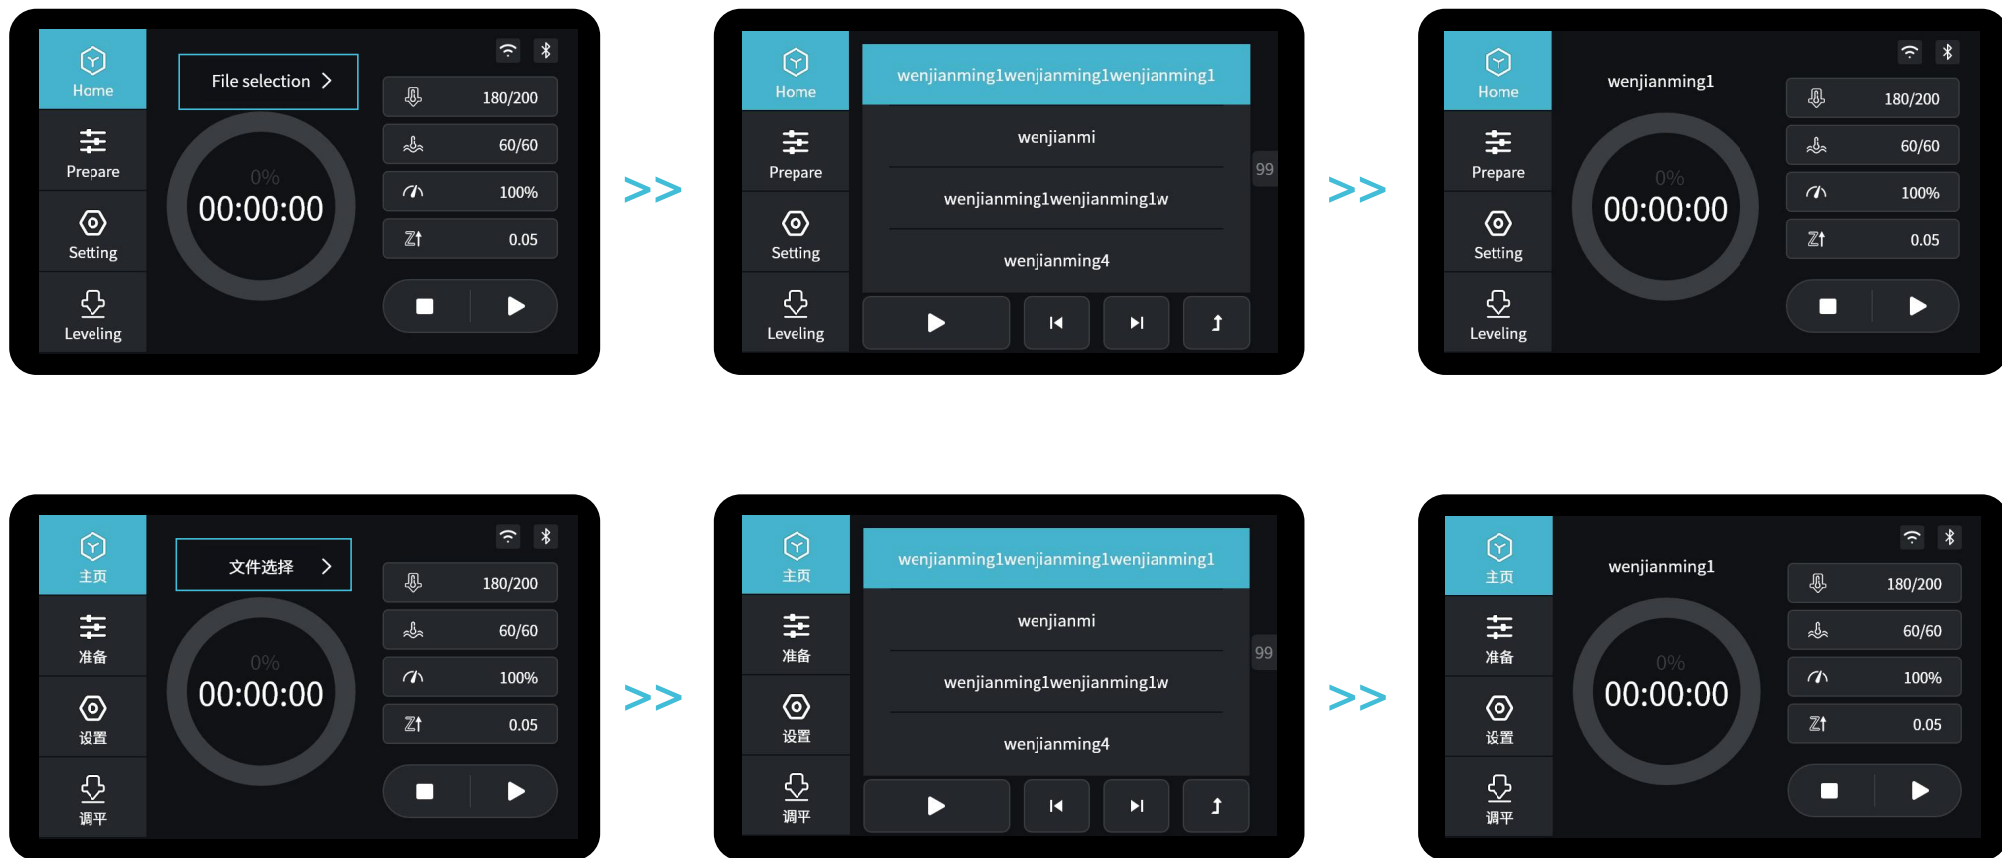 Home
Prepare
Setting
Leveling
File selection >
0%
00:00:00
180/200
60/60
100%
Z 0.05
>>
Home
Prepare
Setting
Leveling
wenjianming1wenjianming1wenjianming1
wenjianmi
wenjianming1wenjianming1w
wenjianming4
99
>>
Home
Prepare
Setting
Leveling
wenjianming1
0%
00:00:00
180/200
60/60
100%
Z 0.05
主页
准备
设置
调平
文件选择 >
0%
00:00:00
180/200
60/60
100%
Z 0.05
>>
主页
准备
设置
调平
wenjianming1wenjianming1wenjianming1
wenjianmi
wenjianming1wenjianming1w
wenjianming4
99
>>
主页
准备
设置
调平
wenjianming1
0%
00:00:00
180/200
60/60
100%
Z 0.05